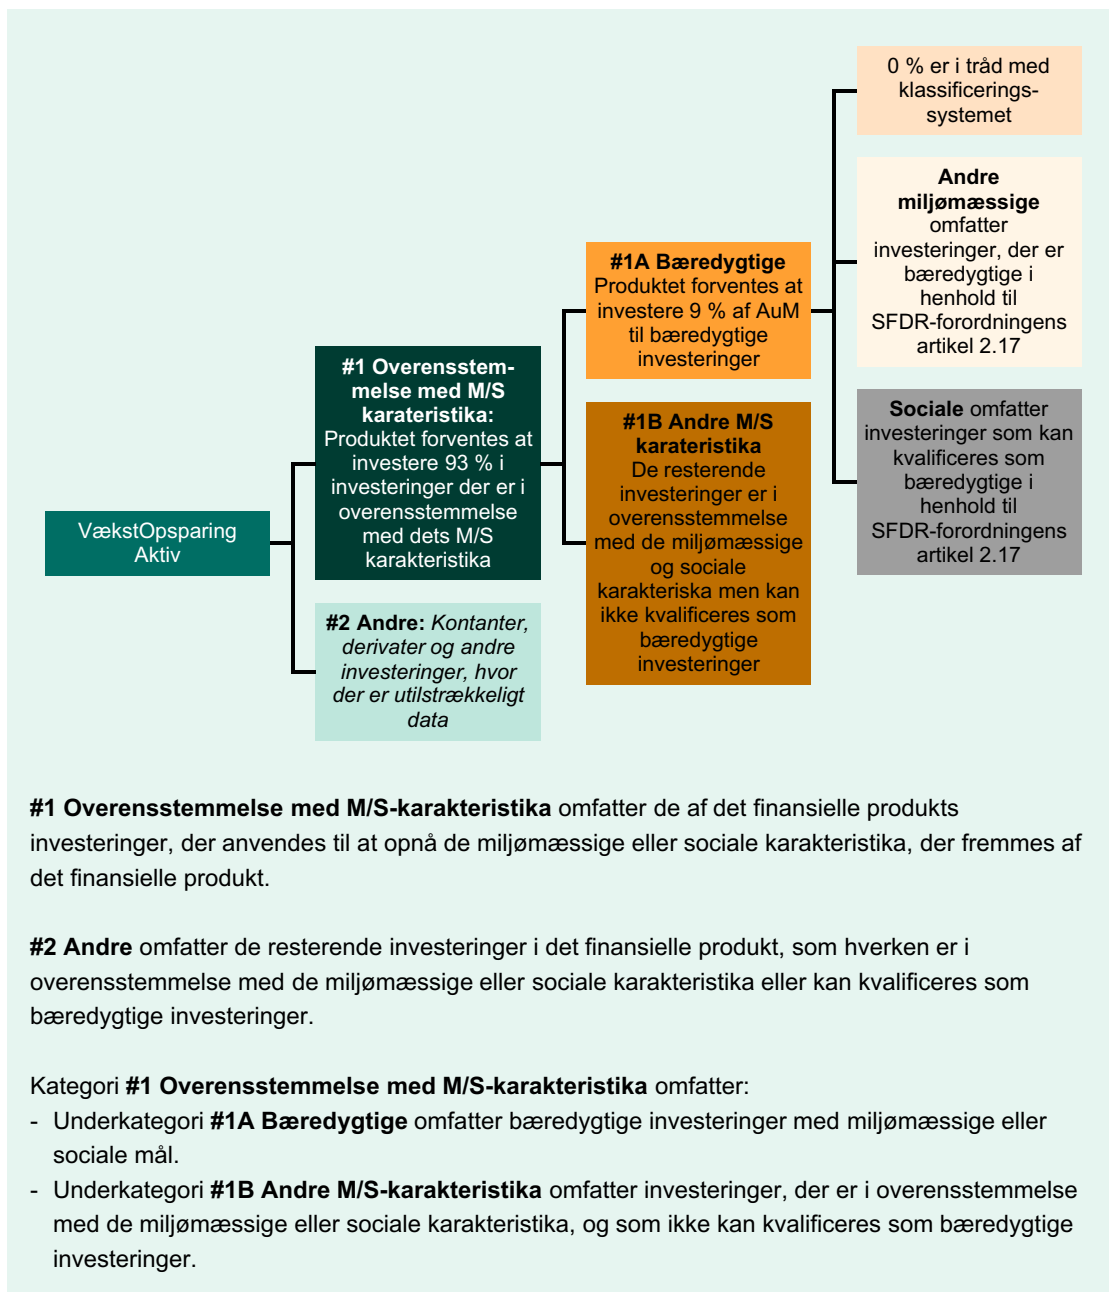 VækstOpsparing
Aktiv
#1 Overensstem-
melse med M/S
karateristika:
Produktet forventes at
investere 93 % i
investeringer der er i
overensstemmelse
med dets M/S
karakteristika
#2 Andre: Kontanter,
derivater og andre
investeringer, hvor
der er utilstrækkeligt
data
#1A Bæredygtige
Produktet forventes at
investere 9 % af AuM
til bæredygtige
investeringer
#1B Andre M/S
karateristika
De resterende
investeringer er i
overensstemmelse
med de miljømæssige
og sociale
karakteriska men kan
ikke kvalificeres som
bæredygtige
investeringer
0 % er i tråd med
klassificerings-
systemet
Andre
miljømæssige
omfatter
investeringer, der er
bæredygtige i
henhold til
SFDR-forordningens
artikel 2.17
Sociale omfatter
investeringer som kan
kvalificeres som
bæredygtige i
henhold til
SFDR-forordningens
artikel 2.17
#1 Overensstemmelse med M/S-karakteristika omfatter de af det finansielle produkts
investeringer, der anvendes til at opnå de miljømæssige eller sociale karakteristika, der fremmes af
det finansielle produkt.
#2 Andre omfatter de resterende investeringer i det finansielle produkt, som hverken er i
overensstemmelse med de miljømæssige eller sociale karakteristika eller kan kvalificeres som
bæredygtige investeringer.
Kategori #1 Overensstemmelse med M/S-karakteristika omfatter:
- Underkategori #1A Bæredygtige omfatter bæredygtige investeringer med miljømæssige eller
sociale mål.
- Underkategori #1B Andre M/S-karakteristika omfatter investeringer, der er i overensstemmelse
med de miljømæssige eller sociale karakteristika, og som ikke kan kvalificeres som bæredygtige
investeringer.